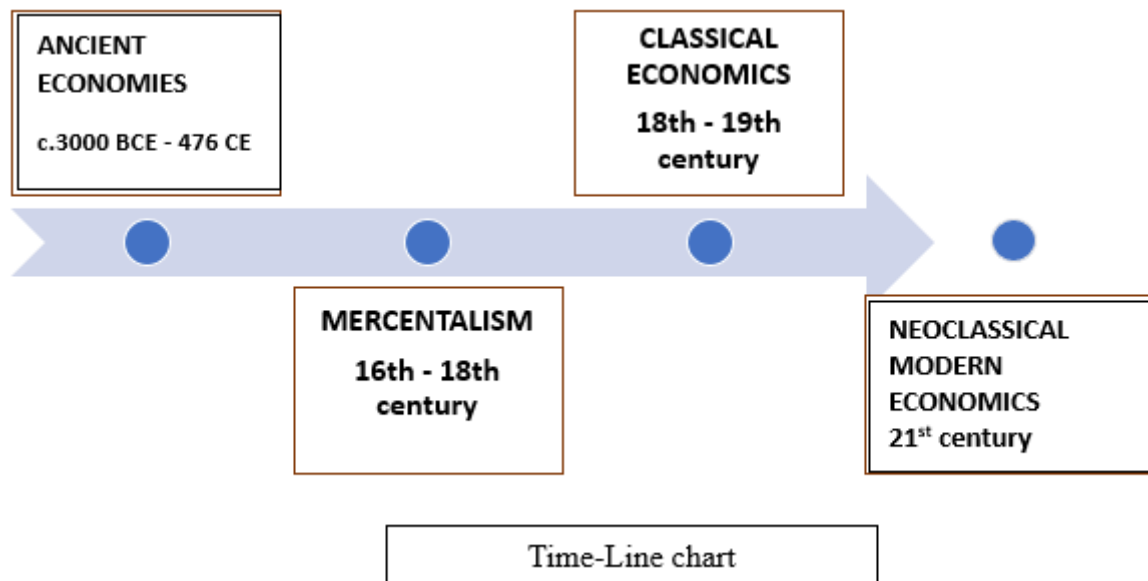 ANCIENT
ECONOMIES
c.3000 BCE - 476 CE
CLASSICAL
ECONOMICS
18th - 19th
century
MERCENTALISM
16th - 18th
century
NEOCLASSICAL
MODERN
ECONOMICS
21st century
Time-Line chart